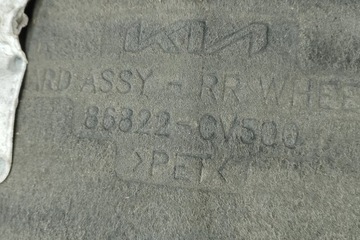 KIA
ARD ASSY - RR WHEE
86822-CV500
>PET<